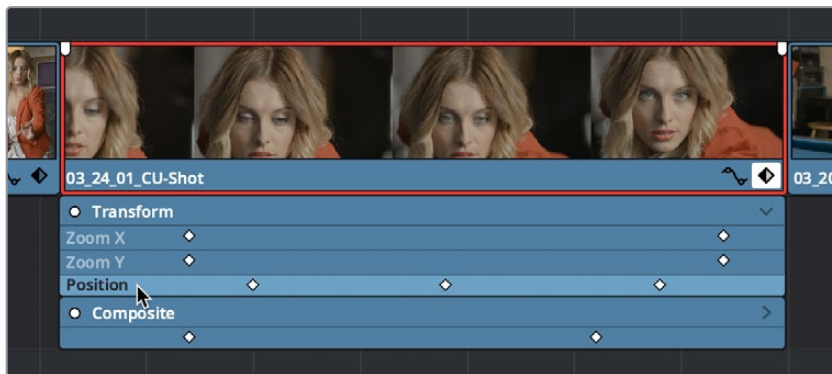 03_24_01_CU-Shot
03_20
Transform
Zoom X
Zoom Y
Position
Composite